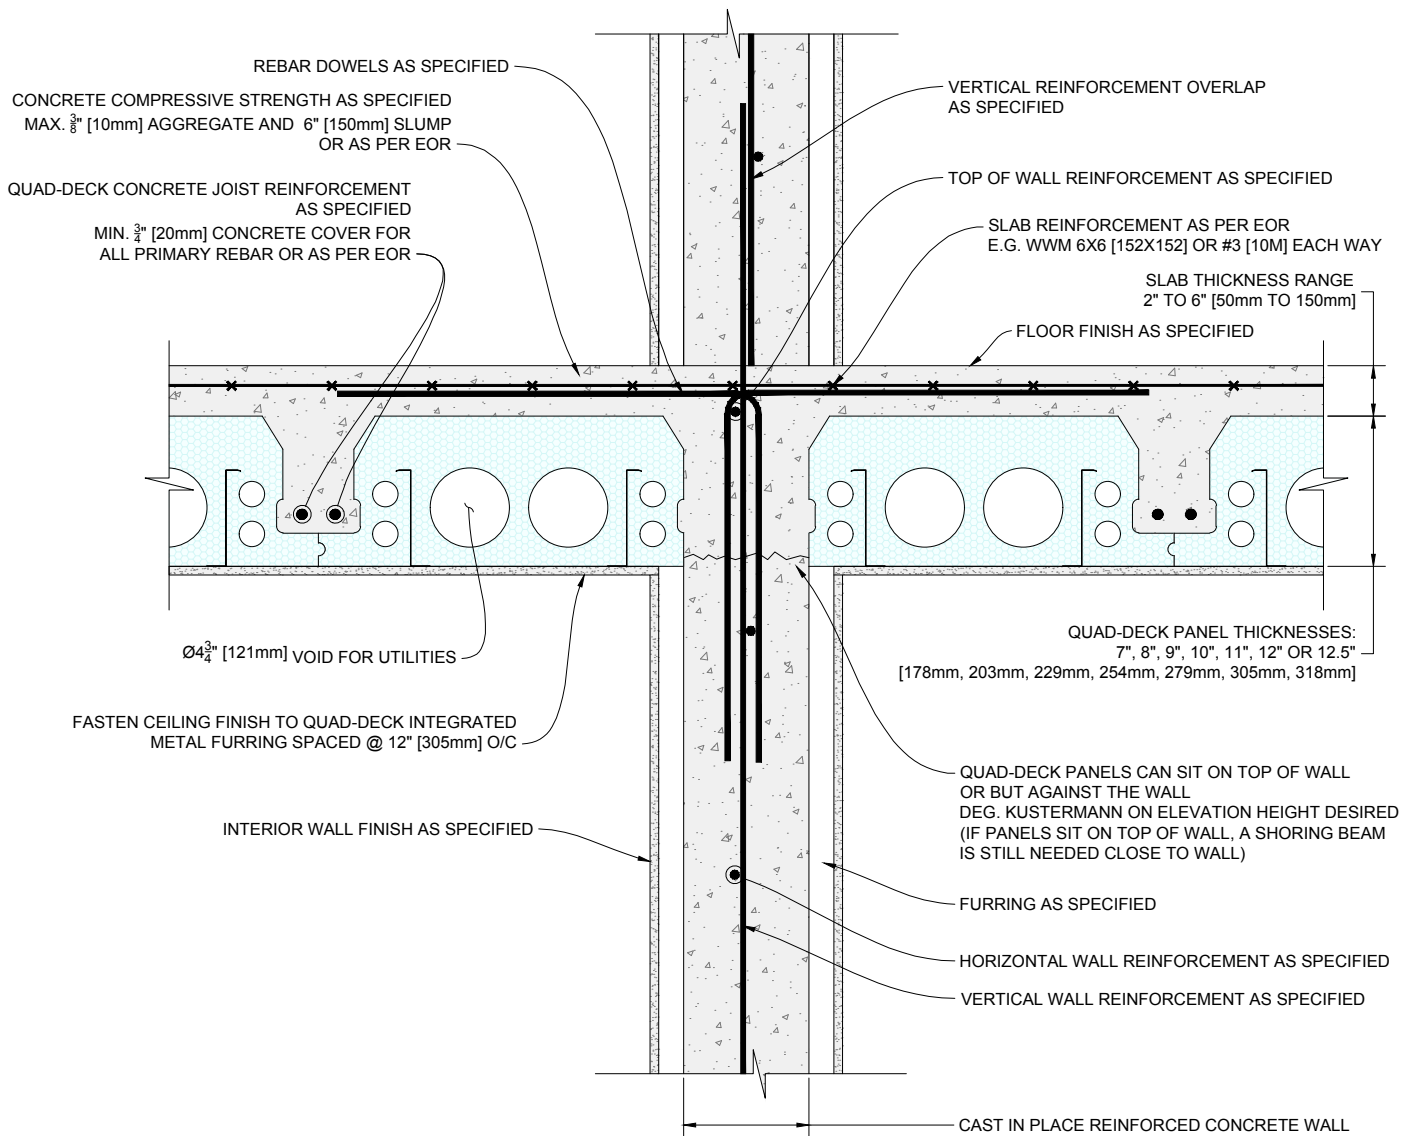 REBAR DOWELS AS SPECIFIED
CONCRETE COMPRESSIVE STRENGTH AS SPECIFIED
MAX. 3/8" [10mm] AGGREGATE AND 6" [150mm] SLUMP
OR AS PER EOR
QUAD-DECK CONCRETE JOIST REINFORCEMENT
AS SPECIFIED
MIN. 3/4" [20mm] CONCRETE COVER FOR
ALL PRIMARY REBAR OR AS PER EOR
VERTICAL REINFORCEMENT OVERLAP
AS SPECIFIED
TOP OF WALL REINFORCEMENT AS SPECIFIED
SLAB REINFORCEMENT AS PER EOR
E.G. WWM 6X6 [152X152] OR #3 [10M] EACH WAY
SLAB THICKNESS RANGE
2" TO 6" [50mm TO 150mm]
FLOOR FINISH AS SPECIFIED
Ø4 3/4" [121mm] VOID FOR UTILITIES
FASTEN CEILING FINISH TO QUAD-DECK INTEGRATED
METAL FURRING SPACED @ 12" [305mm] O/C
INTERIOR WALL FINISH AS SPECIFIED
QUAD-DECK PANEL THICKNESSES:
7", 8", 9", 10", 11", 12" OR 12.5"
[178mm, 203mm, 229mm, 254mm, 279mm, 305mm, 318mm]
QUAD-DECK PANELS CAN SIT ON TOP OF WALL
OR BUT AGAINST THE WALL
DEG. KUSTERMANN ON ELEVATION HEIGHT DESIRED
(IF PANELS SIT ON TOP OF WALL, A SHORING BEAM
IS STILL NEEDED CLOSE TO WALL)
FURRING AS SPECIFIED
HORIZONTAL WALL REINFORCEMENT AS SPECIFIED
VERTICAL WALL REINFORCEMENT AS SPECIFIED
CAST IN PLACE REINFORCED CONCRETE WALL